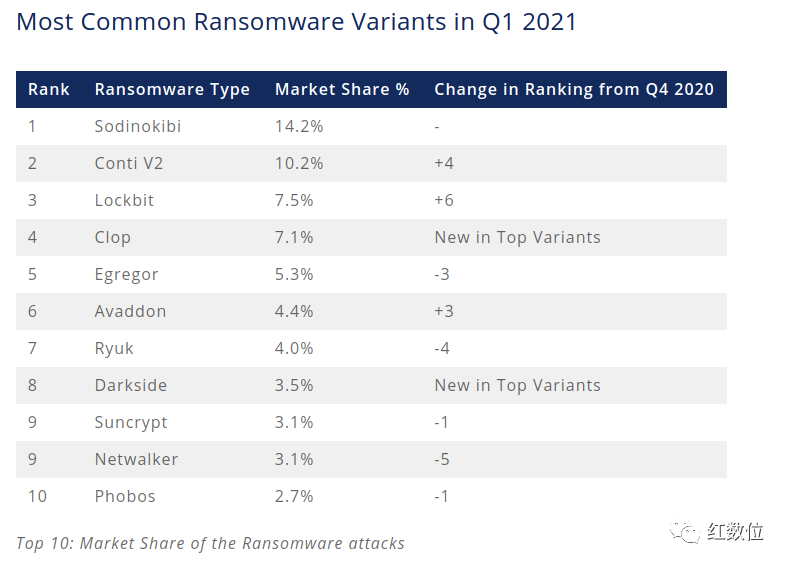 Most Common Ransomware Variants in Q1 2021
Rank Ransomware Type Market Share % Change in Ranking from Q4 2020
1 Sodinokibi 14.2% -
2 Conti V2 10.2% +4
3 Lockbit 7.5% +6
4 Clop 7.1% New in Top Variants
5 Egregor 5.3% -3
6 Avaddon 4.4% +3
7 Ryuk 4.0% -4
8 Darkside 3.5% New in Top Variants
9 Suncrypt 3.1% -1
9 Netwalker 3.1% -5
10 Phobos 2.7% -1
Top 10: Market Share of the Ransomware attacks
红数位